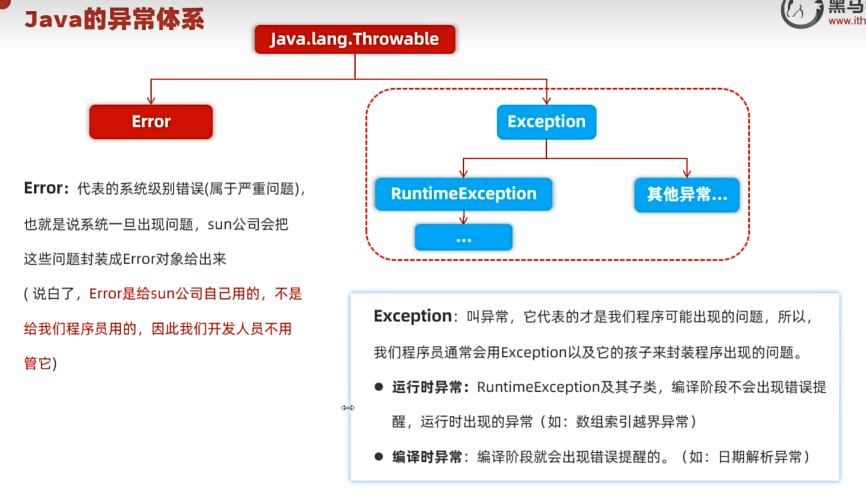 Java的异常体系
黑马
www.ith
Java.lang.Throwable
Error
Exception
RuntimeException
其他异常...
...
Error：代表的系统级别错误(属于严重问题)，
也就是说系统一旦出现问题，sun公司会把
这些问题封装成Error对象给出来
( 说白了，Error是给sun公司自己用的，不是
给我们程序员用的，因此我们开发人员不用
管它)
Exception：叫异常，它代表的才是我们程序可能出现的问题，所以，
我们程序员通常会用Exception以及它的孩子来封装程序出现的问题。
● 运行时异常：RuntimeException及其子类，编译阶段不会出现错误提
醒，运行时出现的异常（如：数组索引越界异常）
● 编译时异常：编译阶段就会出现错误提醒的。（如：日期解析异常）